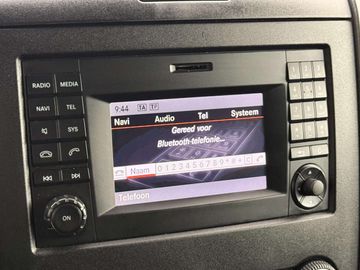 RADIO MEDIA
9:44 TA TP
Navi Audio Tel Systeem
NAVI TEL
Gereed voor
Bluetooth-telefonie...
SYS
Naam 0 1 2 3 4 5 6 7 8 9 * # C
Telefoon
ON